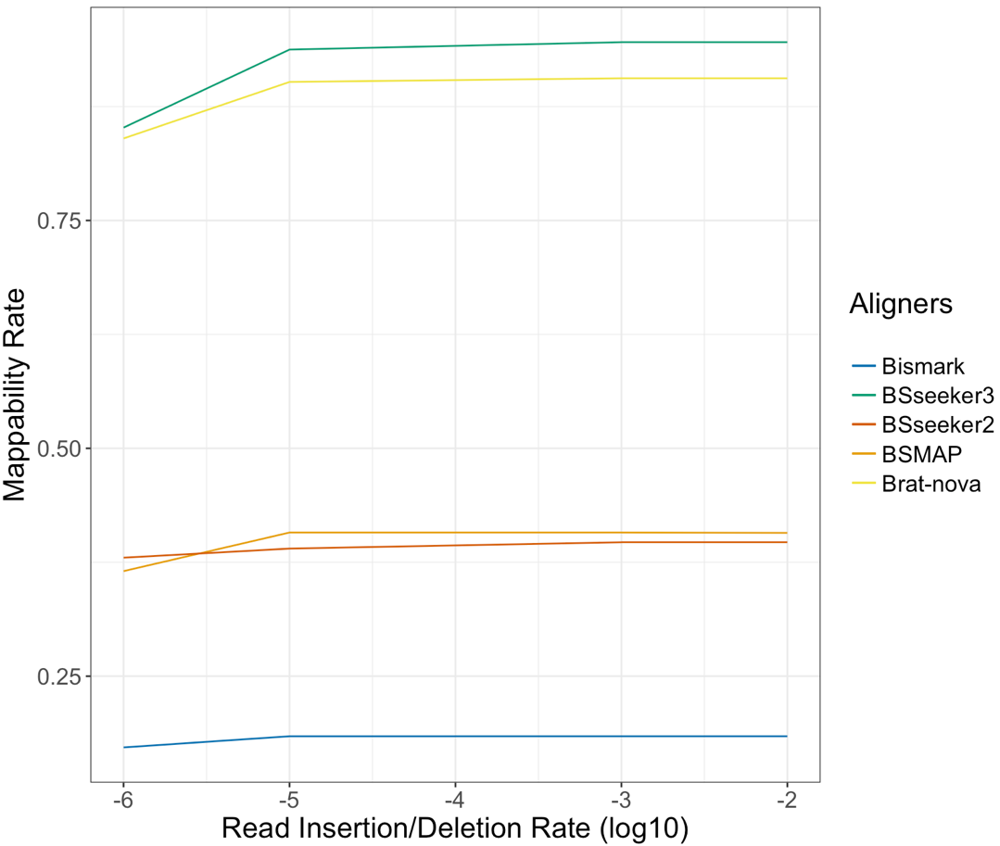 0.75
0.50
0.25
Mappability Rate
-6 -5 -4 -3 -2
Read Insertion/Deletion Rate (log10)
Aligners
Bismark
BSseeker3
BSseeker2
BSMAP
Brat-nova